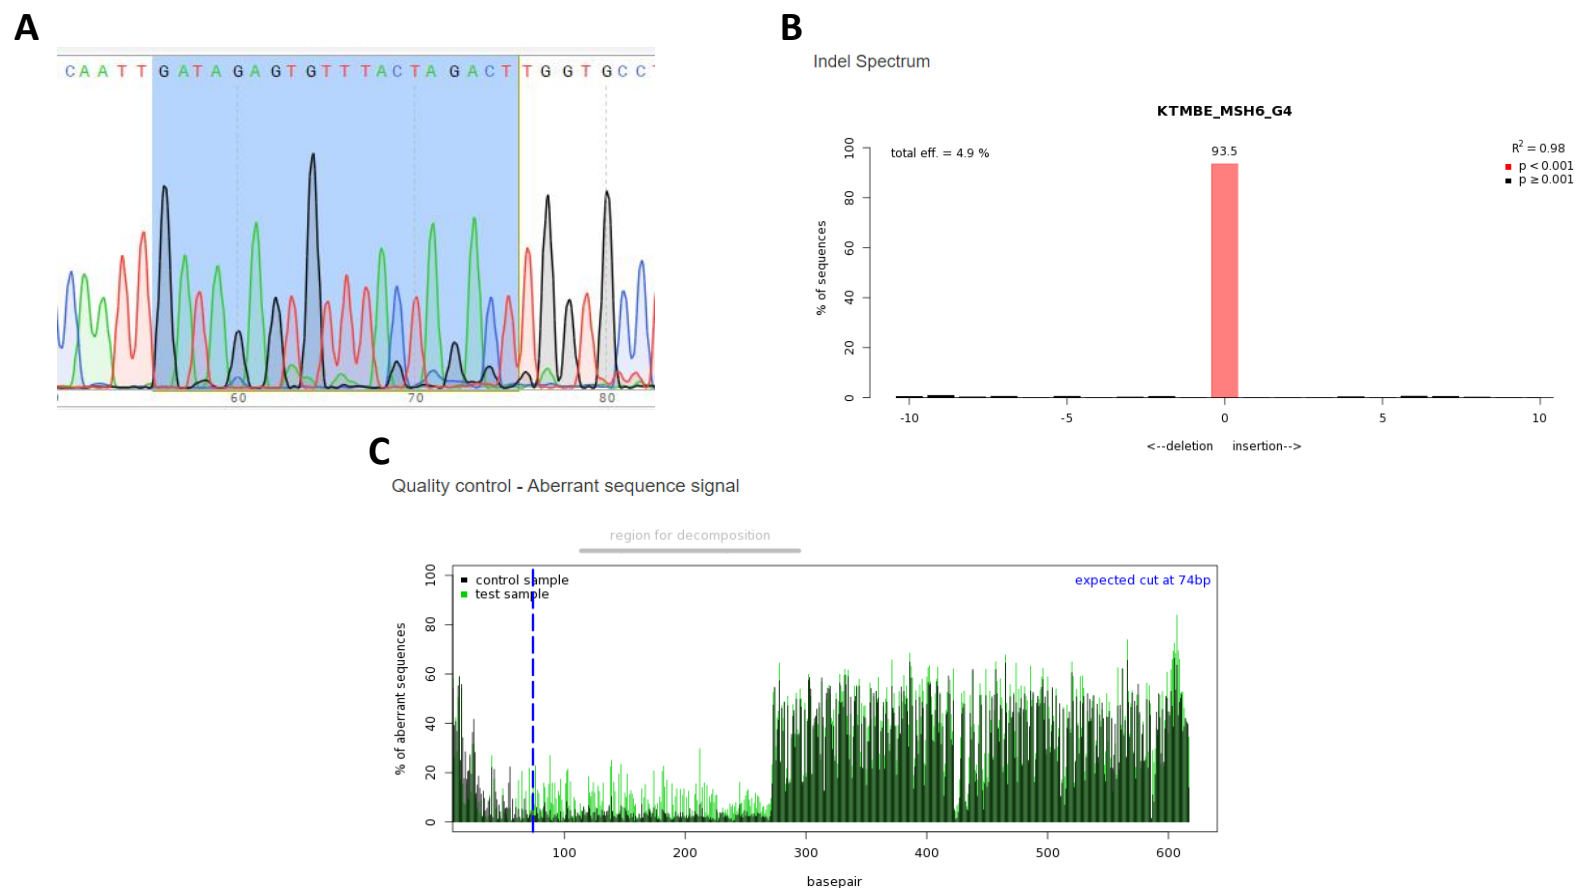 A
CAATTGATAGAGTGTTTACTAGACTTGGTGCC
60 70 80
B
Indel Spectrum
KTMBE_MSH6_G4
total eff. = 4.9 %
93.5
R² = 0.98
p < 0.001
p ≥ 0.001
% of sequences
100
80
60
40
20
0
-10 -5 0 5 10
<--deletion insertion-->
C
Quality control - Aberrant sequence signal
region for decomposition
control sample
test sample
expected cut at 74bp
% of aberrant sequences
100
80
60
40
20
0
100 200 300 400 500 600
basepair